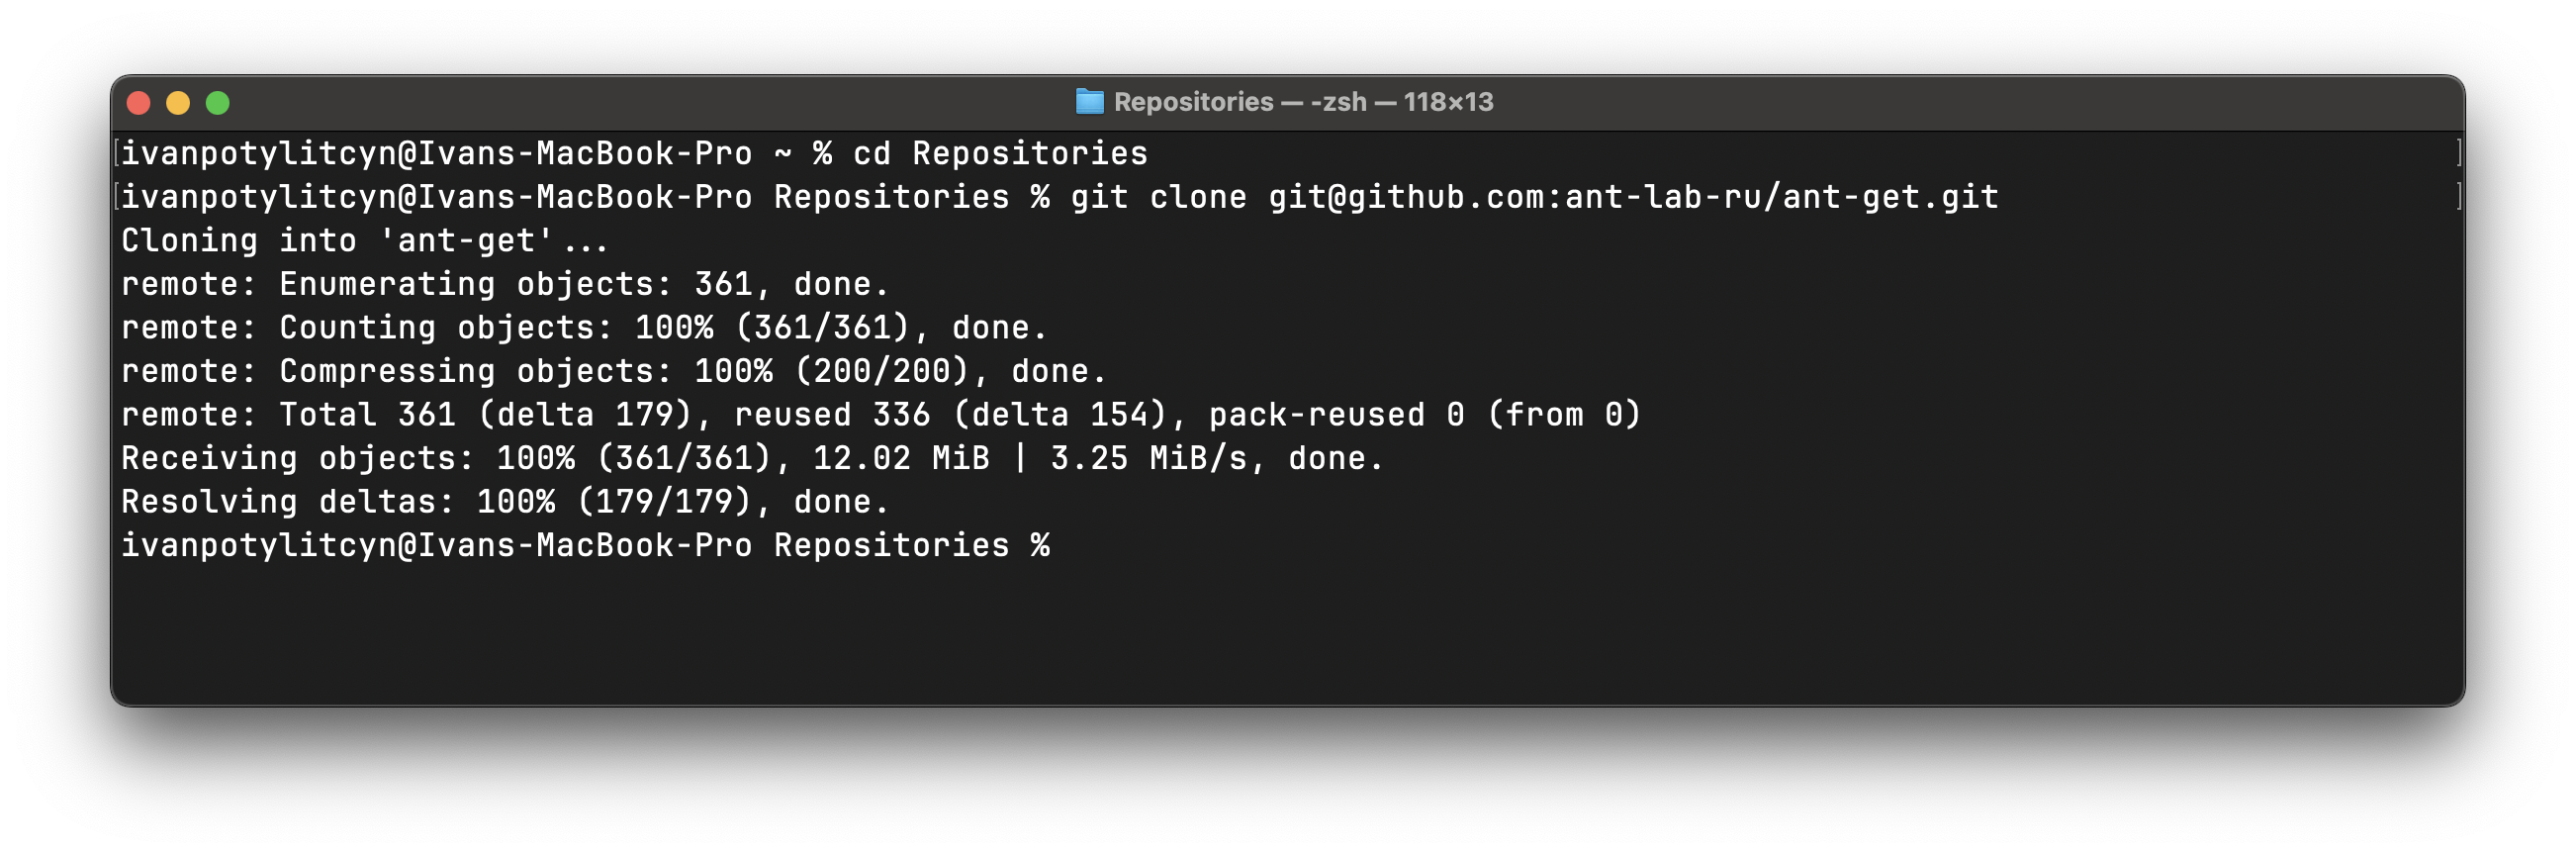 Repositories — -zsh — 118×13
[ivanpotylitcyn@Ivans-MacBook-Pro ~ % cd Repositories ]
[ivanpotylitcyn@Ivans-MacBook-Pro Repositories % git clone git@github.com:ant-lab-ru/ant-get.git ]
Cloning into 'ant-get'...
remote: Enumerating objects: 361, done.
remote: Counting objects: 100% (361/361), done.
remote: Compressing objects: 100% (200/200), done.
remote: Total 361 (delta 179), reused 336 (delta 154), pack-reused 0 (from 0)
Receiving objects: 100% (361/361), 12.02 MiB | 3.25 MiB/s, done.
Resolving deltas: 100% (179/179), done.
ivanpotylitcyn@Ivans-MacBook-Pro Repositories %